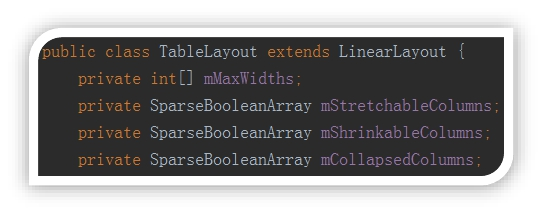 public class TableLayout extends LinearLayout {
private int[] mMaxWidths;
private SparseBooleanArray mStretchableColumns;
private SparseBooleanArray mShrinkableColumns;
private SparseBooleanArray mCollapsedColumns;